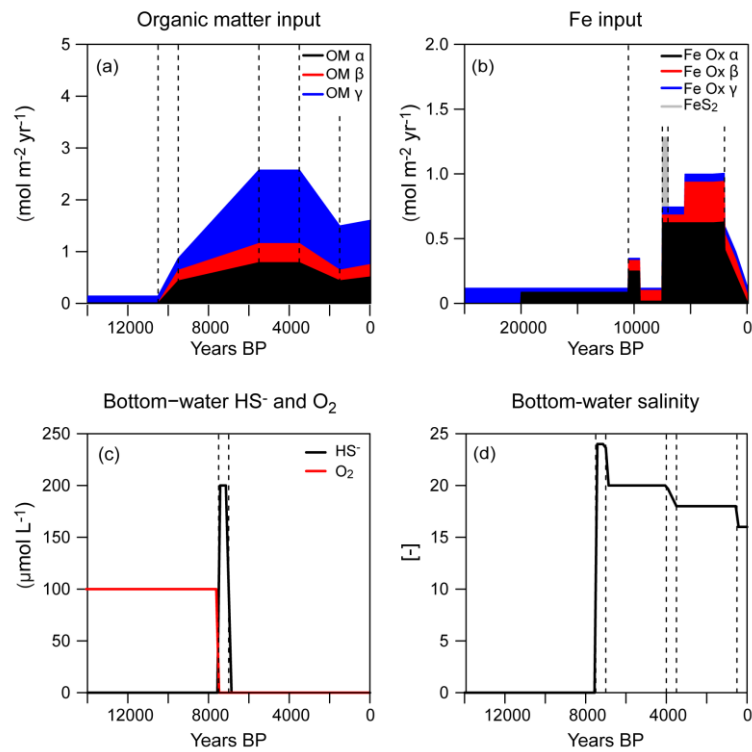 Organic matter input
(a)
OM α
OM β
OM γ
(mol m⁻² yr⁻¹)
5
4
3
2
1
0
12000 8000 4000 0
Years BP
Fe input
(b)
Fe Ox α
Fe Ox β
Fe Ox γ
FeS₂
(mol m⁻² yr⁻¹)
2.0
1.5
1.0
0.5
0
20000 10000 0
Years BP
Bottom−water HS⁻ and O₂
(c)
HS⁻
O₂
(µmol L⁻¹)
250
200
150
100
50
0
12000 8000 4000 0
Years BP
Bottom-water salinity
(d)
[-]
25
20
15
10
5
0
12000 8000 4000 0
Years BP